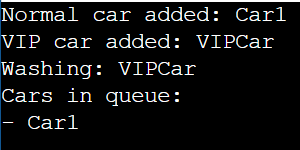 Normal car added: Car1
VIP car added: VIPCar
Washing: VIPCar
Cars in queue:
- Car1